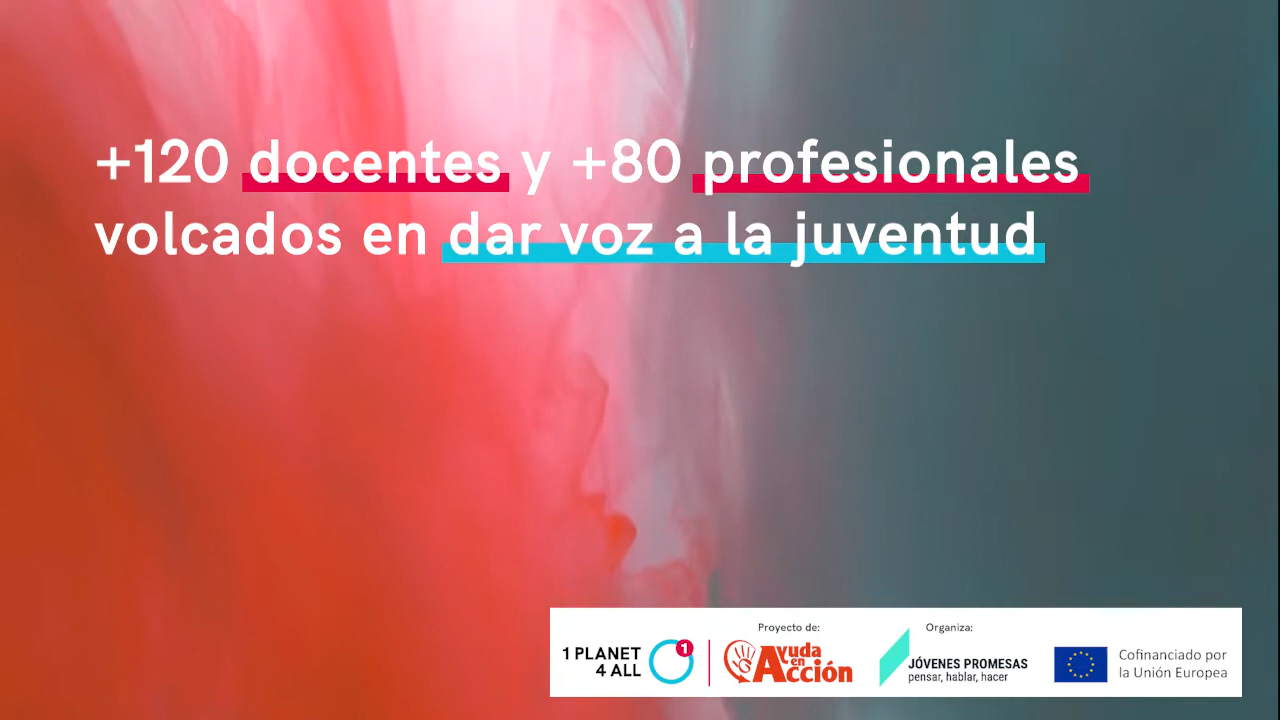 +120 docentes y +80 profesionales
volcados en dar voz a la juventud
Proyecto de:
Organiza:
1 PLANET
4 ALL
1
Ayuda
en
Acción
JÓVENES PROMESAS
pensar, hablar, hacer
Cofinanciado por
la Unión Europea